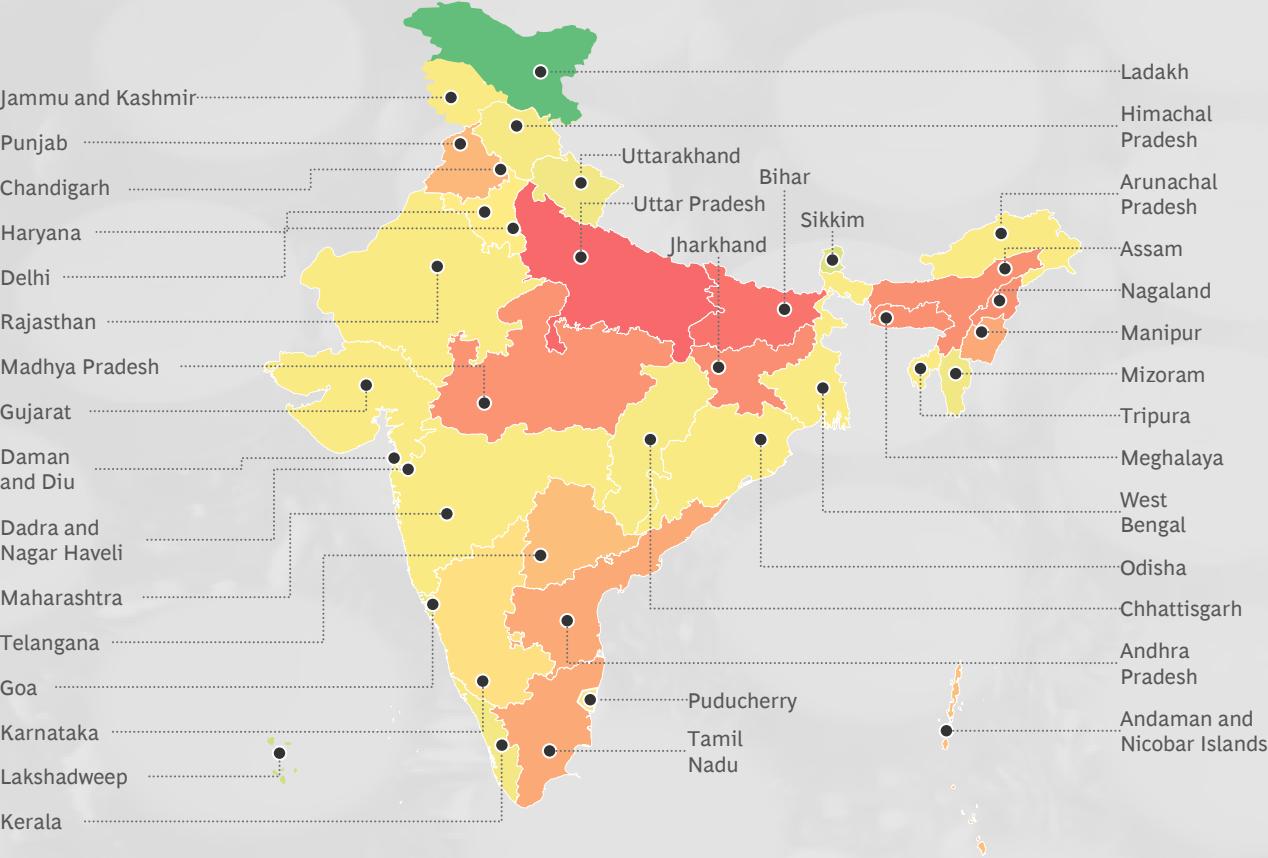 Jammu and Kashmir
Punjab
Chandigarh
Haryana
Delhi
Rajasthan
Madhya Pradesh
Gujarat
Daman
and Diu
Dadra and
Nagar Haveli
Maharashtra
Telangana
Goa
Karnataka
Lakshadweep
Kerala
Uttarakhand
Bihar
Uttar Pradesh
Sikkim
Jharkhand
Puducherry
Tamil
Nadu
Ladakh
Himachal
Pradesh
Arunachal
Pradesh
Assam
Nagaland
Manipur
Mizoram
Tripura
Meghalaya
West
Bengal
Odisha
Chhattisgarh
Andhra
Pradesh
Andaman and
Nicobar Islands